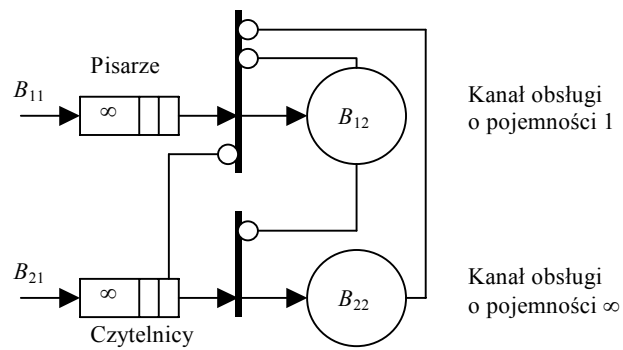 Pisarze
B11
∞
B12
Kanał obsługi
o pojemności 1
B21
∞
B22
Kanał obsługi
o pojemności ∞
Czytelnicy